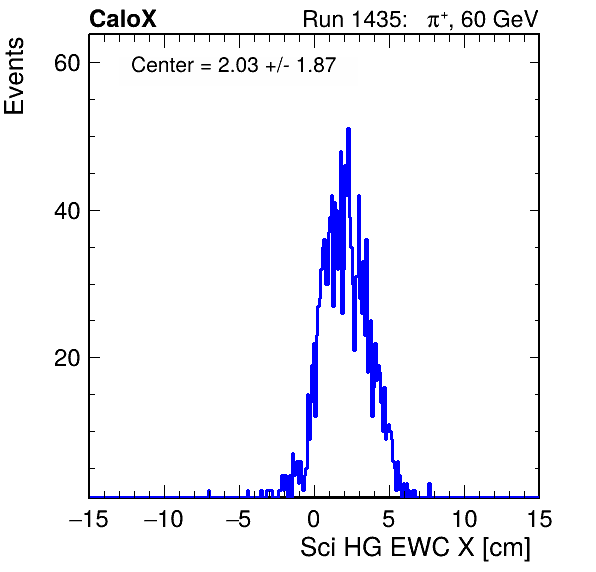 CaloX Run 1435: π⁺, 60 GeV
Center = 2.03 +/- 1.87
Events
60
40
20
−15 −10 −5 0 5 10 15
Sci HG EWC X [cm]